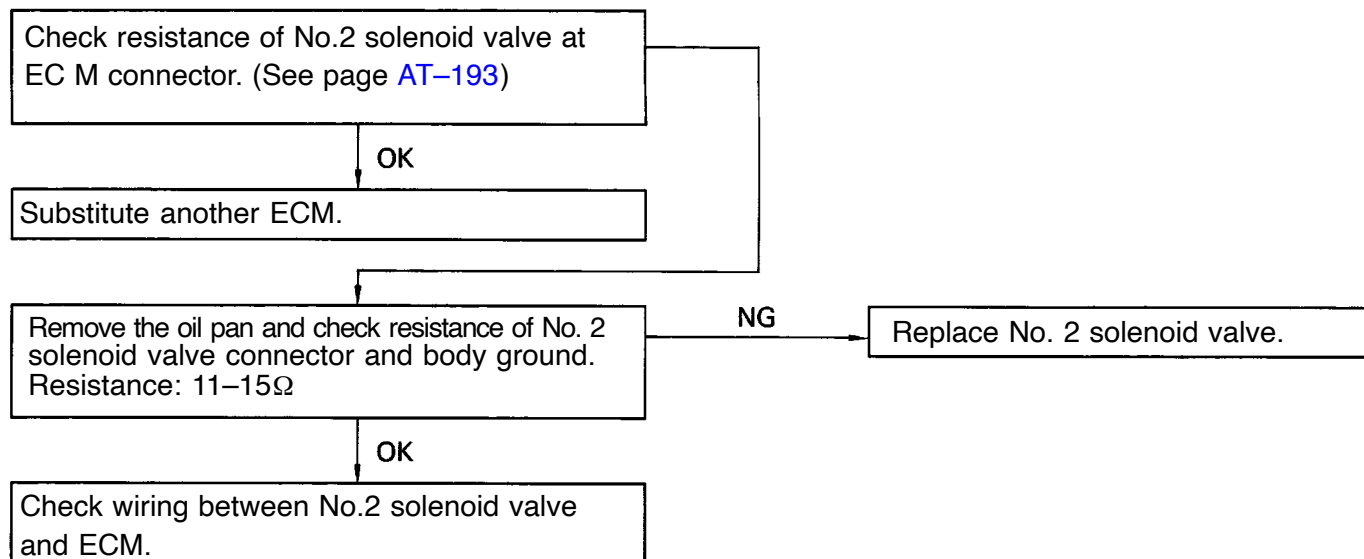 Check resistance of No.2 solenoid valve at
EC M connector. (See page AT–193)
OK
Substitute another ECM.
Remove the oil pan and check resistance of No. 2
solenoid valve connector and body ground.
Resistance: 11–15Ω
NG
Replace No. 2 solenoid valve.
OK
Check wiring between No.2 solenoid valve
and ECM.